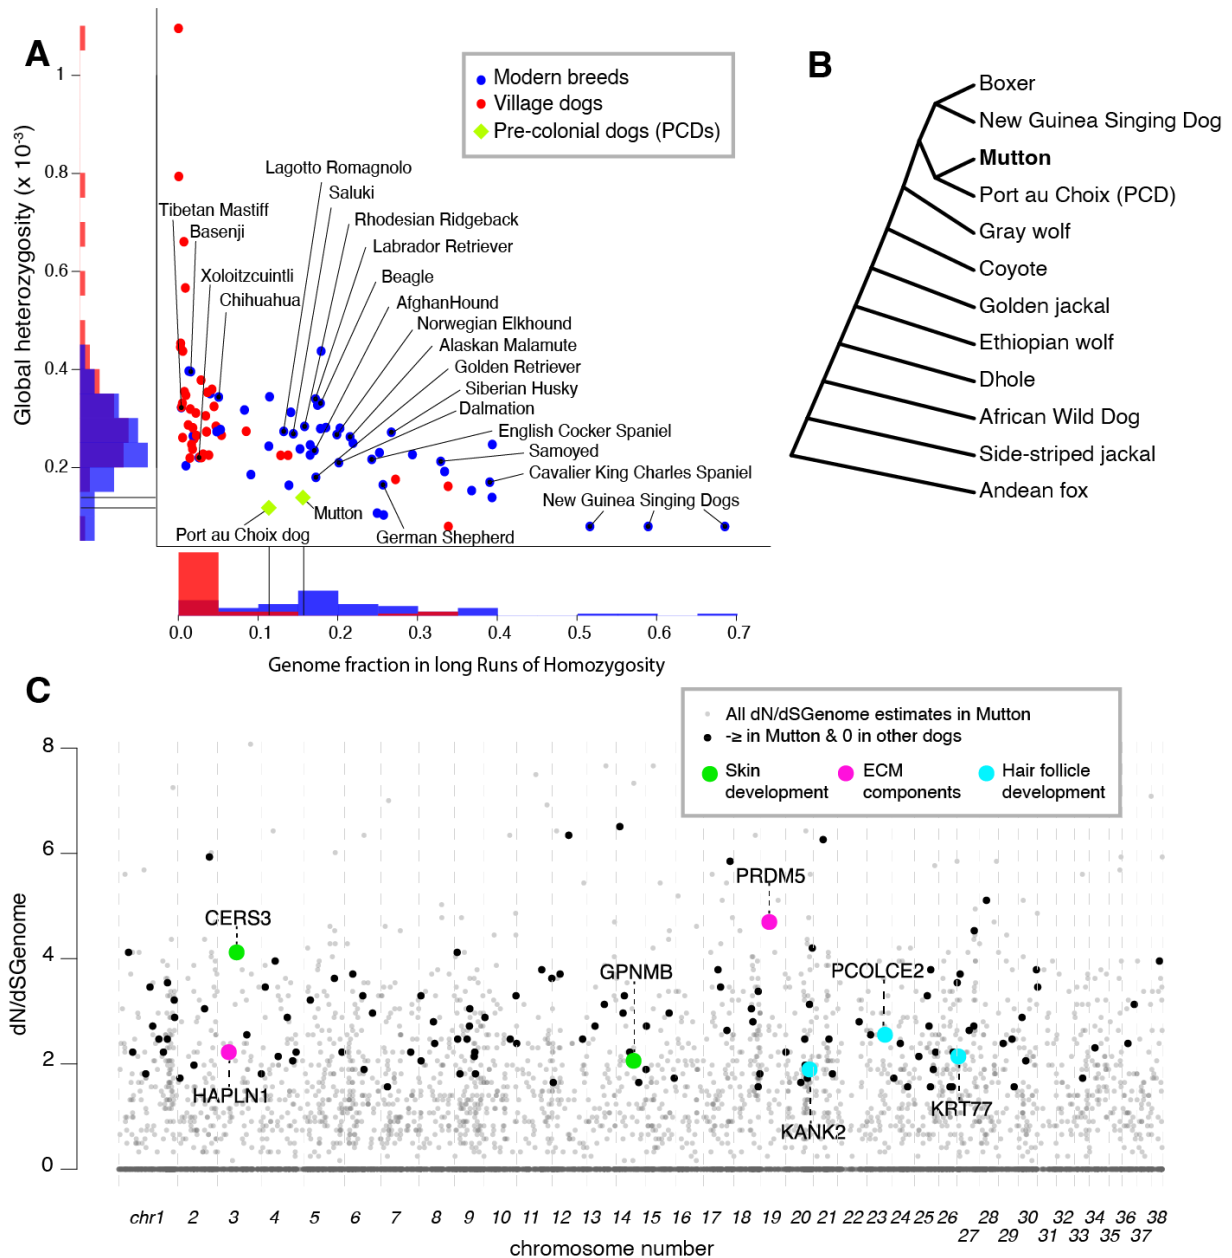 A
Global heterozygosity (x 10⁻³)
1
0.8
0.6
0.4
0.2
Modern breeds
Village dogs
Pre-colonial dogs (PCDs)
Lagotto Romagnolo
Saluki
Tibetan Mastiff
Basenji
Rhodesian Ridgeback
Labrador Retriever
Xoloitzcuintli
Chihuahua
Beagle
AfghanHound
Norwegian Elkhound
Alaskan Malamute
Golden Retriever
Siberian Husky
Dalmation
English Cocker Spaniel
Samoyed
Cavalier King Charles Spaniel
New Guinea Singing Dogs
Mutton
Port au Choix dog
German Shepherd
0.0 0.1 0.2 0.3 0.4 0.5 0.6 0.7
Genome fraction in long Runs of Homozygosity
B
Boxer
New Guinea Singing Dog
Mutton
Port au Choix (PCD)
Gray wolf
Coyote
Golden jackal
Ethiopian wolf
Dhole
African Wild Dog
Side-striped jackal
Andean fox
C
All dN/dSGenome estimates in Mutton
-≥ in Mutton & 0 in other dogs
Skin development
ECM components
Hair follicle development
dN/dSGenome
8
6
4
2
0
CERS3
HAPLN1
GPNMB
PRDM5
PCOLCE2
KANK2
KRT77
chr1 2 3 4 5 6 7 8 9 10 11 12 13 14 15 16 17 18 19 20 21 22 23 24 25 26 27 28 29 30 31 32 33 34 35 36 37 38
chromosome number